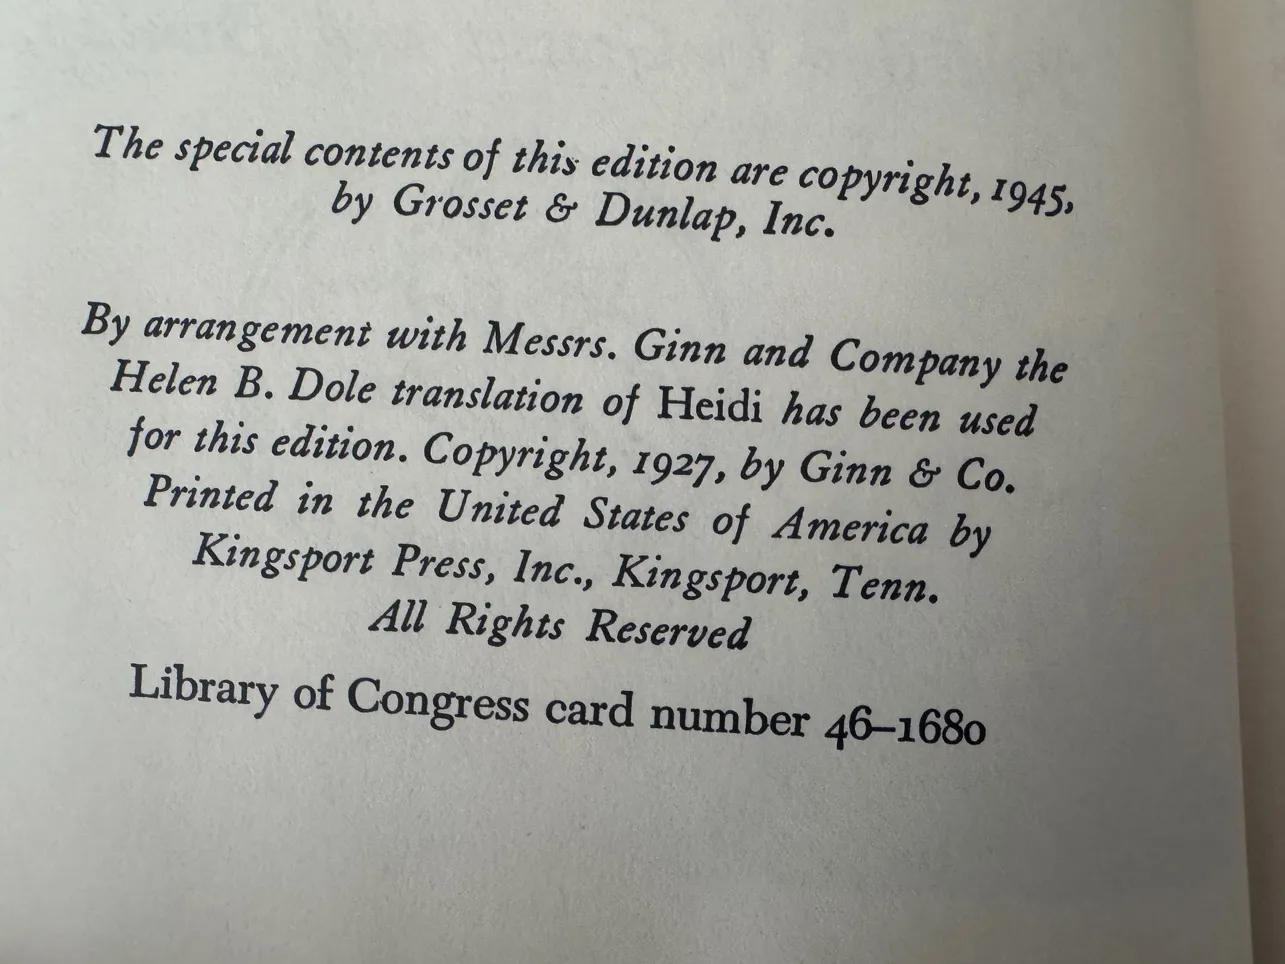 The special contents of this edition are copyright, 1945,
by Grosset & Dunlap, Inc.
By arrangement with Messrs. Ginn and Company the
Helen B. Dole translation of Heidi has been used
for this edition. Copyright, 1927, by Ginn & Co.
Printed in the United States of America by
Kingsport Press, Inc., Kingsport, Tenn.
All Rights Reserved
Library of Congress card number 46–1680